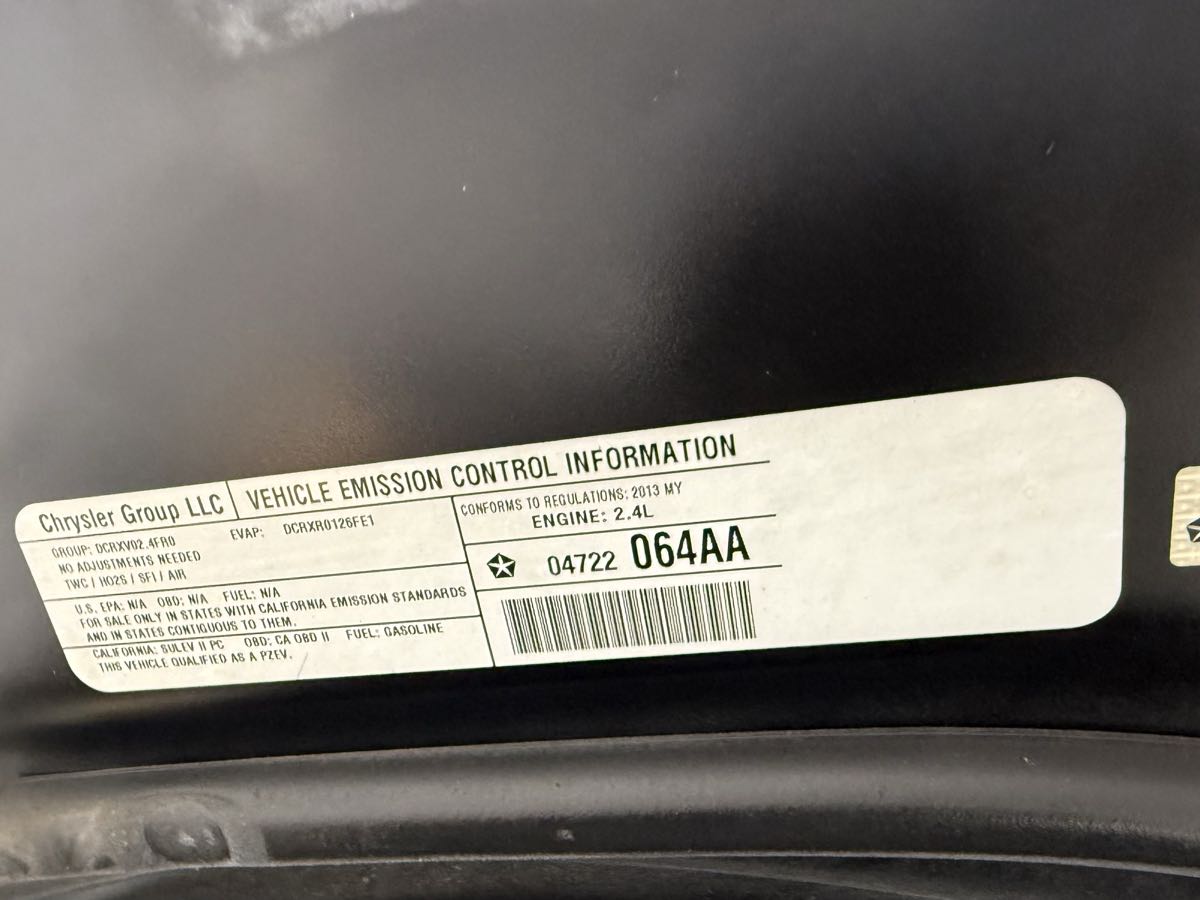 Chrysler Group LLC
VEHICLE EMISSION CONTROL INFORMATION
GROUP: DCRXV02.4FR0
EVAP: DCRXR0126FE1
NO ADJUSTMENTS NEEDED
TWC / HO2S / SFI / AIR
U.S. EPA: N/A OBD: N/A FUEL: N/A
FOR SALE ONLY IN STATES WITH CALIFORNIA EMISSION STANDARDS
AND IN STATES CONTIGUOUS TO THEM.
CALIFORNIA: SULEV II PC OBD: CA OBD II FUEL: GASOLINE
THIS VEHICLE QUALIFIED AS A PZEV.
CONFORMS TO REGULATIONS: 2013 MY
ENGINE: 2.4L
04722 064AA